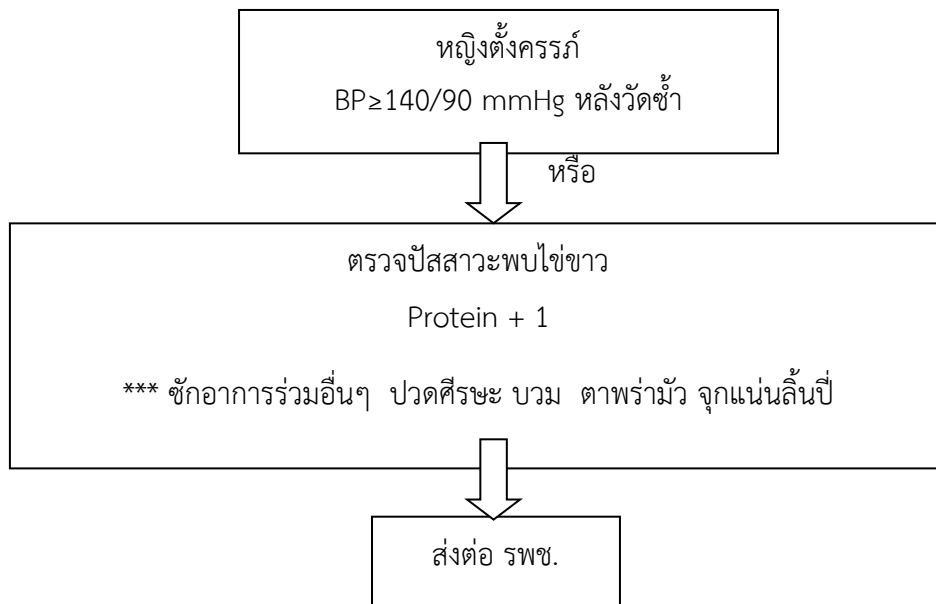 หญิงตั้งครรภ์
BP≥140/90 mmHg หลังวัดซ้ำ
หรือ
ตรวจปัสสาวะพบไข่ขาว
Protein + 1
*** ซักอาการร่วมอื่นๆ ปวดศีรษะ บวม ตาพร่ามัว จุกแน่นลิ้นปี่
ส่งต่อ รพช.